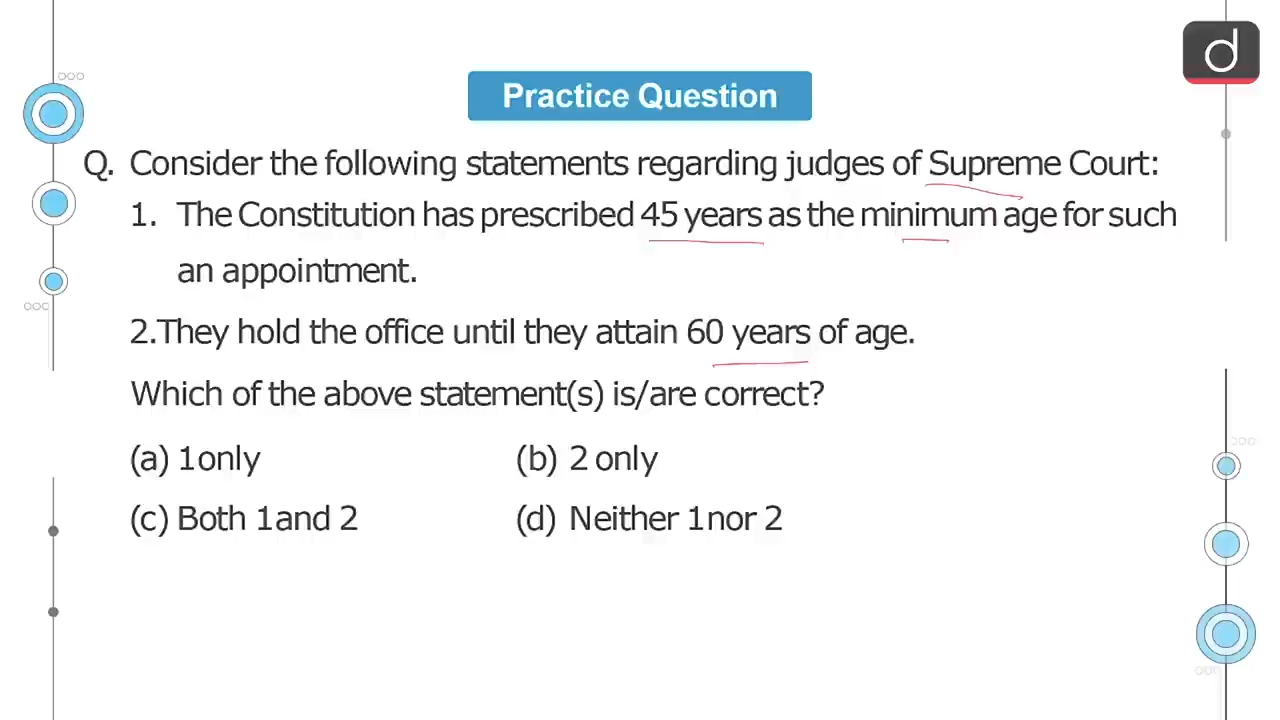 d
Practice Question
Q. Consider the following statements regarding judges of Supreme Court:
1. The Constitution has prescribed 45 years as the minimum age for such
an appointment.
2.They hold the office until they attain 60 years of age.
Which of the above statement(s) is/are correct?
(a) 1only (b) 2 only
(c) Both 1and 2 (d) Neither 1nor 2